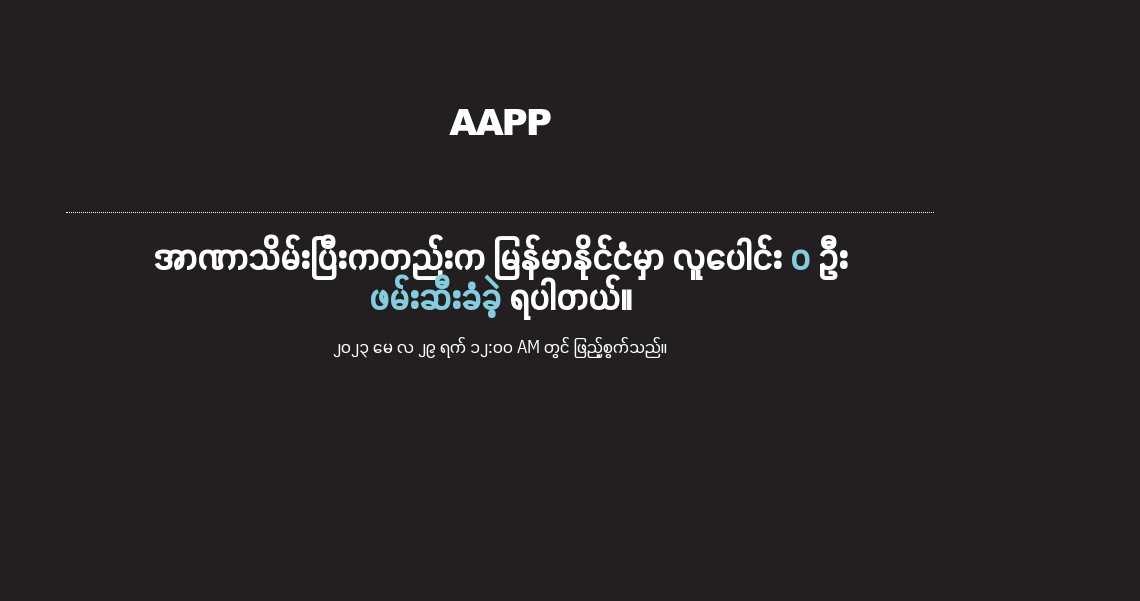 AAPP
အာဏာသိမ်းပြီးကတည်းက မြန်မာနိုင်ငံမှာ လူပေါင်း ၀ ဦး
ဖမ်းဆီးခံခဲ့ ရပါတယ်။
၂၀၂၃ မေ လ ၂၉ ရက် ၁၂:၀၀ AM တွင် ဖြည့်စွက်သည်။